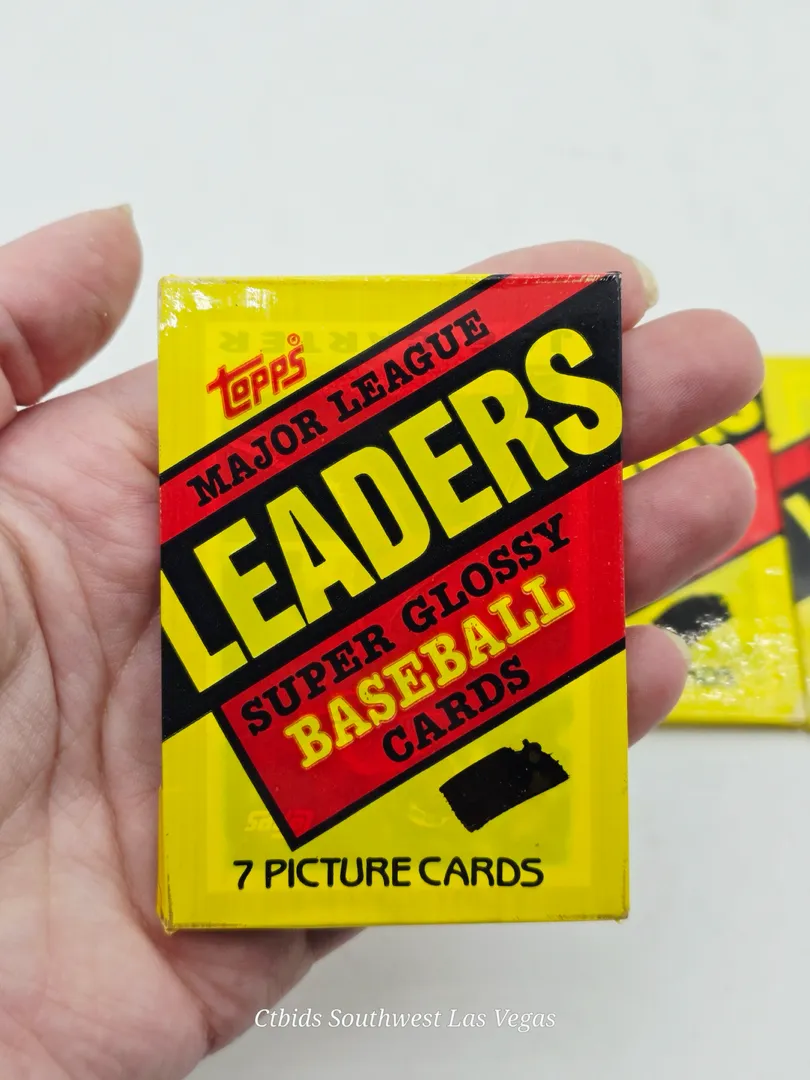 topps®
MAJOR LEAGUE
LEADERS
SUPER GLOSSY
BASEBALL
CARDS
7 PICTURE CARDS
Ctbids Southwest Las Vegas